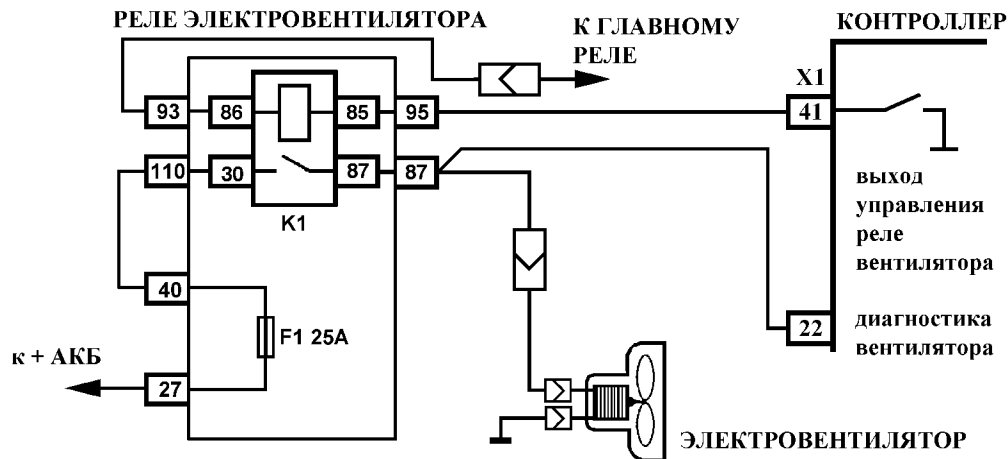 РЕЛЕ ЭЛЕКТРОВЕНТИЛЯТОРА
К ГЛАВНОМУ
РЕЛЕ
КОНТРОЛЛЕР
X1
93
86
85
95
41
110
30
87
87
K1
выход
управления
реле
вентилятора
40
F1 25A
22
диагностика
вентилятора
к + АКБ
27
ЭЛЕКТРОВЕНТИЛЯТОР